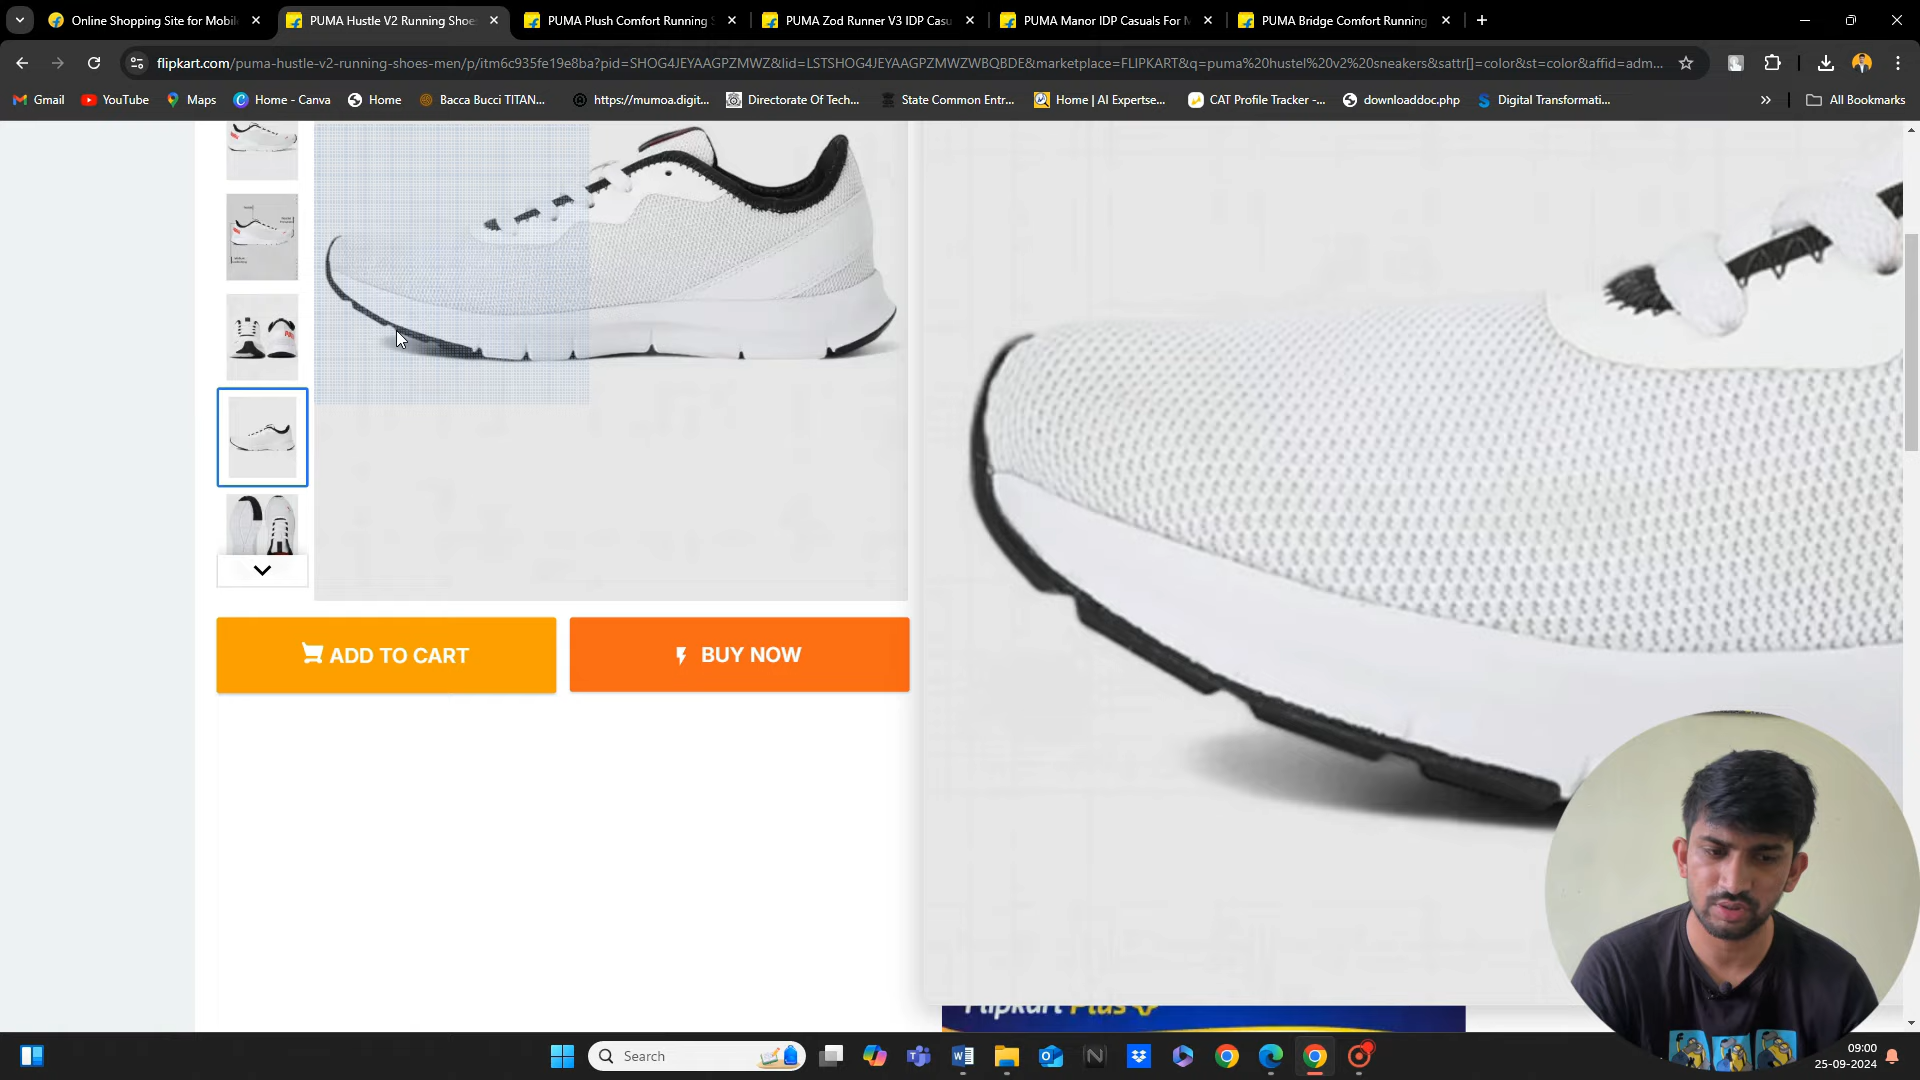 Online Shopping Site for Mobil
PUMA Hustle V2 Running Shoe
PUMA Plush Comfort Running S
PUMA Zod Runner V3 IDP Casu
PUMA Manor IDP Casuals For M
PUMA Bridge Comfort Running
flipkart.com/puma-hustle-v2-running-shoes-men/p/itm6c935fe19e8ba?pid=SHOG4JEYAAGPZMWZ&lid=LSTSHOG4JEYAAGPZMWZWBQBDE&marketplace=FLIPKART&q=puma%20hustel%20v2%20sneakers&sattr[]=color&st=color&affid=adm...
Gmail
YouTube
Maps
Home - Canva
Home
Bacca Bucci TITAN...
https://mumoa.digit...
Directorate Of Tech...
State Common Entr...
Home | AI Expertse...
CAT Profile Tracker -...
downloaddoc.php
Digital Transformati...
All Bookmarks
ADD TO CART
BUY NOW
Flipkart Plus
Search
09:00
25-09-2024